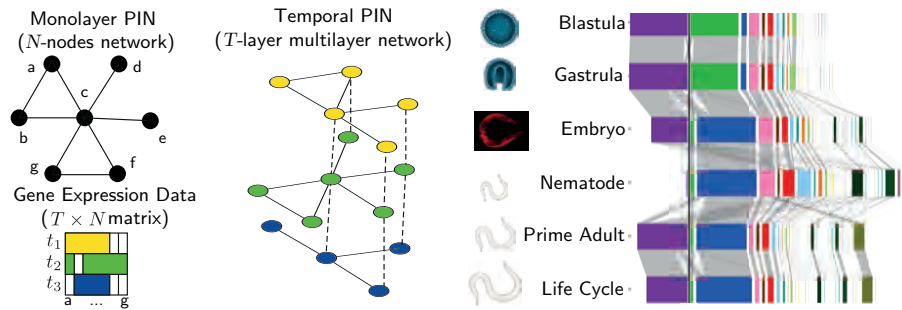 Monolayer PIN
(N-nodes network)
a
d
c
b
e
g
f
Gene Expression Data
(T × N matrix)
t1
t2
t3
a ... g
Temporal PIN
(T-layer multilayer network)
Blastula
Gastrula
Embryo
Nematode
Prime Adult
Life Cycle